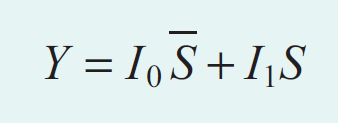 Y = I₀S̅ + I₁S